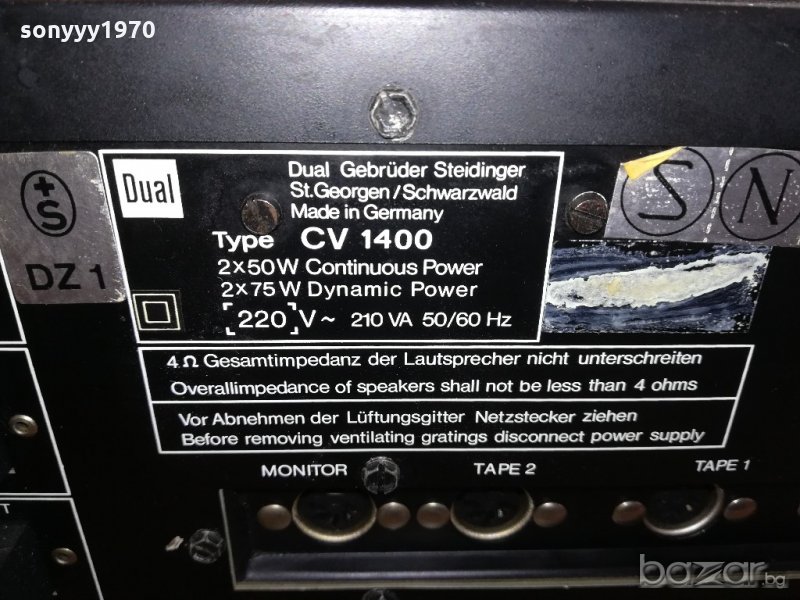 sonyyy1970
+S
DZ 1
Dual
Dual Gebrüder Steidinger
St.Georgen/Schwarzwald
Made in Germany
Type CV 1400
2×50W Continuous Power
2×75W Dynamic Power
[220]V~ 210 VA 50/60 Hz
S N
4Ω Gesamtimpedanz der Lautsprecher nicht unterschreiten
Overallimpedance of speakers shall not be less than 4 ohms
Vor Abnehmen der Lüftungsgitter Netzstecker ziehen
Before removing ventilating gratings disconnect power supply
MONITOR TAPE 2 TAPE 1
T
bazar.bg